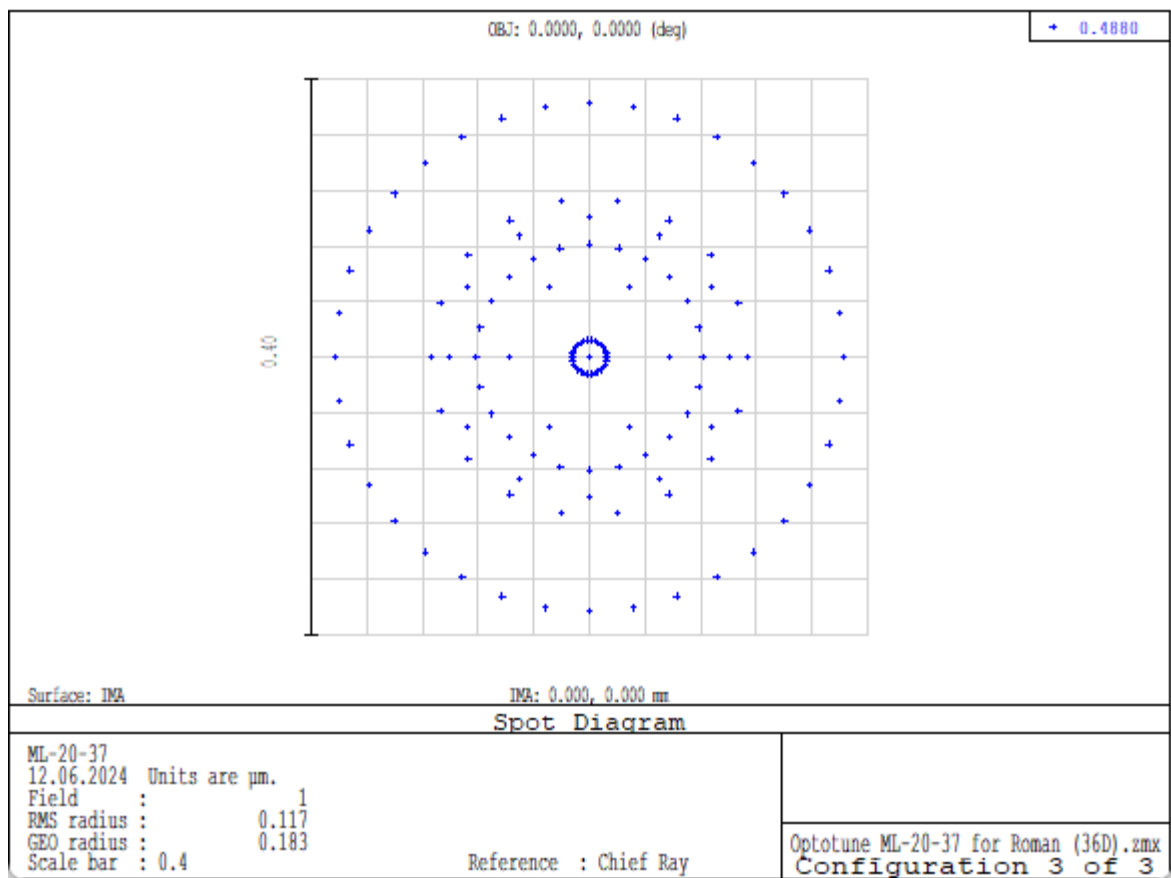 OBJ: 0.0000, 0.0000 (deg)
0.4880
0.40
Surface: IMA
IMA: 0.000, 0.000 mm
Spot Diagram
ML-20-37
12.06.2024 Units are µm.
Field : 1
RMS radius : 0.117
GEO radius : 0.183
Scale bar : 0.4 Reference : Chief Ray
Optotune ML-20-37 for Roman (36D).zmx
Configuration 3 of 3